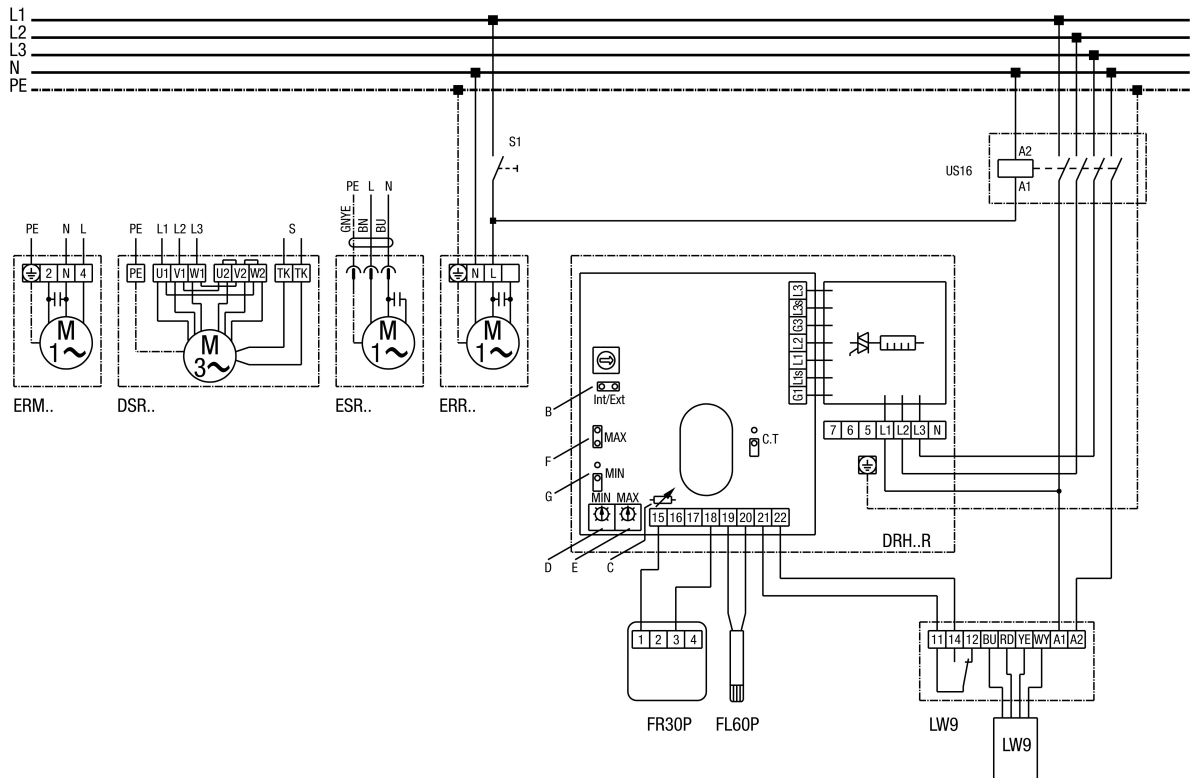 L1
L2
L3
N
PE
S1
A2
US16
A1
PE L N
GNYE
BN
BU
PE N L
PE L1 L2 L3 S
2 N 4
PE U1 V1 W1 U2 V2 W2 TK TK
N L
M
1~
M
3~
M
1~
M
1~
ERM..
DSR..
ESR..
ERR..
L3
L3s
G3
L2
L1
L1s
G1
B
Int/Ext
F
MAX
C.T
G
MIN
MIN MAX
7 6 5 L1 L2 L3 N
15 16 17 18 19 20 21 22
D E C
DRH..R
1 2 3 4
11 14 12 BU RD YE WY A1 A2
FR30P
FL60P
LW9
LW9